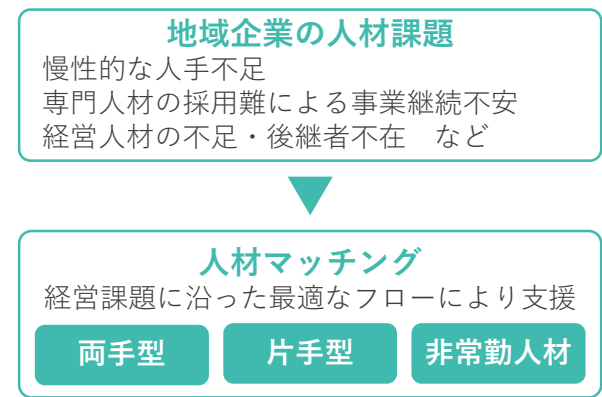 地域企業の人材課題
慢性的な人手不足
専門人材の採用難による事業継続不安
経営人材の不足・後継者不在　など
人材マッチング
経営課題に沿った最適なフローにより支援
両手型
片手型
非常勤人材